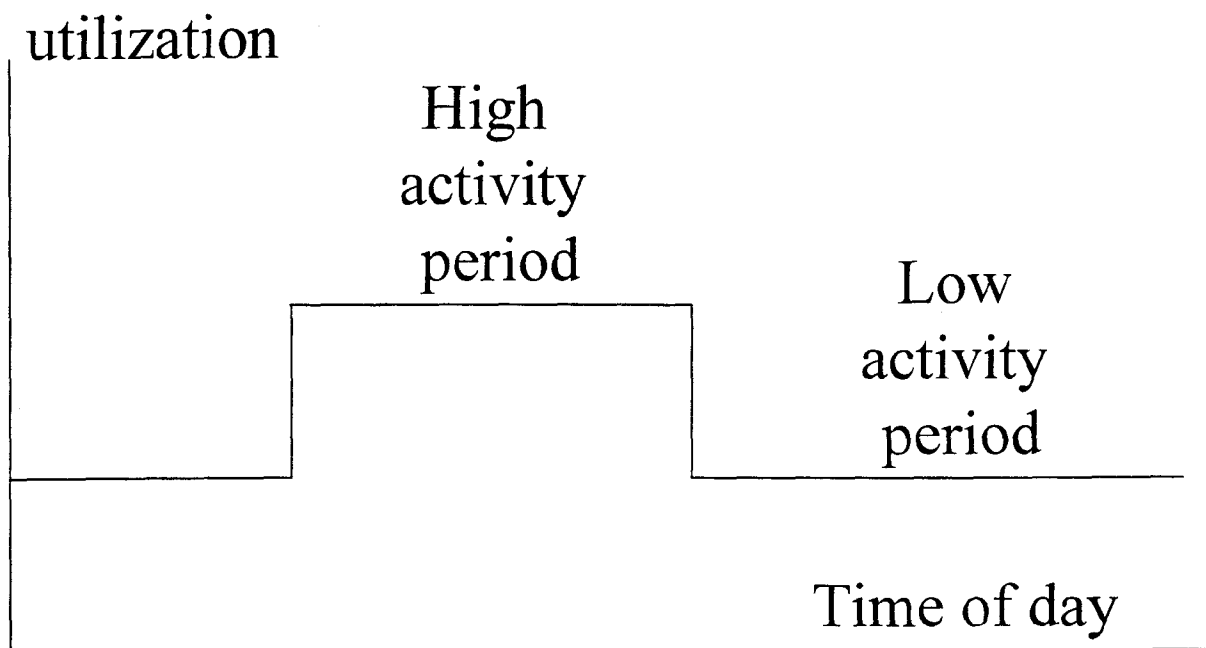 utilization
High
activity
period
Low
activity
period
Time of day